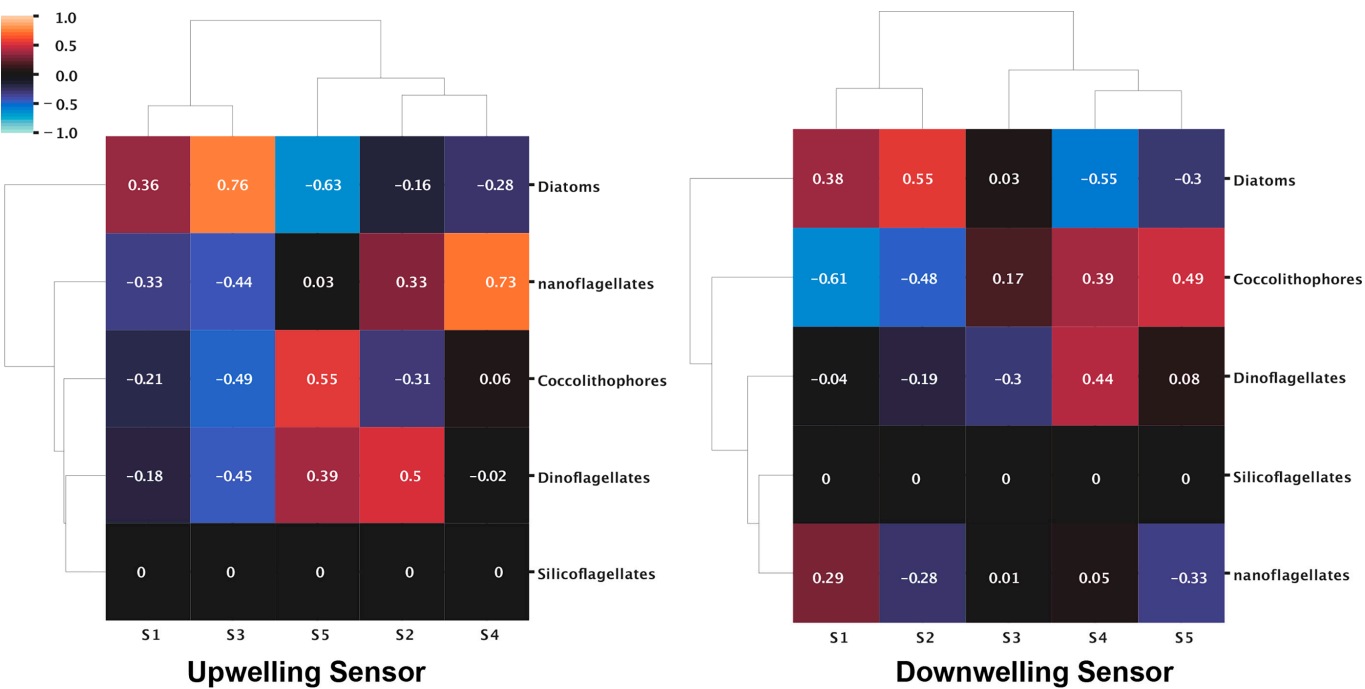 1.0
0.5
0.0
−0.5
−1.0
0.36 0.76 −0.63 −0.16 −0.28 Diatoms
−0.33 −0.44 0.03 0.33 0.73 nanoflagellates
−0.21 −0.49 0.55 −0.31 0.06 Coccolithophores
−0.18 −0.45 0.39 0.5 −0.02 Dinoflagellates
0 0 0 0 0 Silicoflagellates
S1 S3 S5 S2 S4
Upwelling Sensor
0.38 0.55 0.03 −0.55 −0.3 Diatoms
−0.61 −0.48 0.17 0.39 0.49 Coccolithophores
−0.04 −0.19 −0.3 0.44 0.08 Dinoflagellates
0 0 0 0 0 Silicoflagellates
0.29 −0.28 0.01 0.05 −0.33 nanoflagellates
S1 S2 S3 S4 S5
Downwelling Sensor